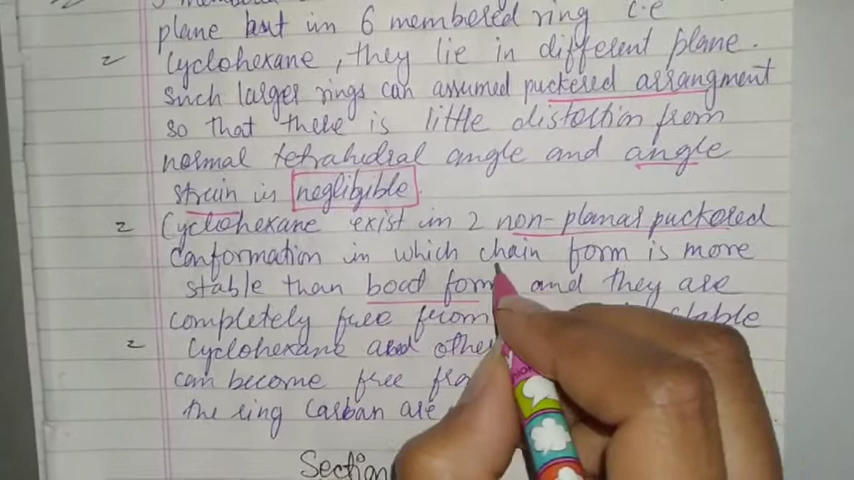 plane but in 6 membered ring i.e
Cyclohexane, they lie in different plane.
such larger rings can assumed puckered arrangment
so that there is little distortion from
normal tetrahedral angle and angle
strain in negligible.
Cyclohexane exist in 2 non-planar puckored
conformation in which chain form is more
stable than boat form and they are
completely free from
Cyclohexane and other
can become free
the ring Carban are
Section